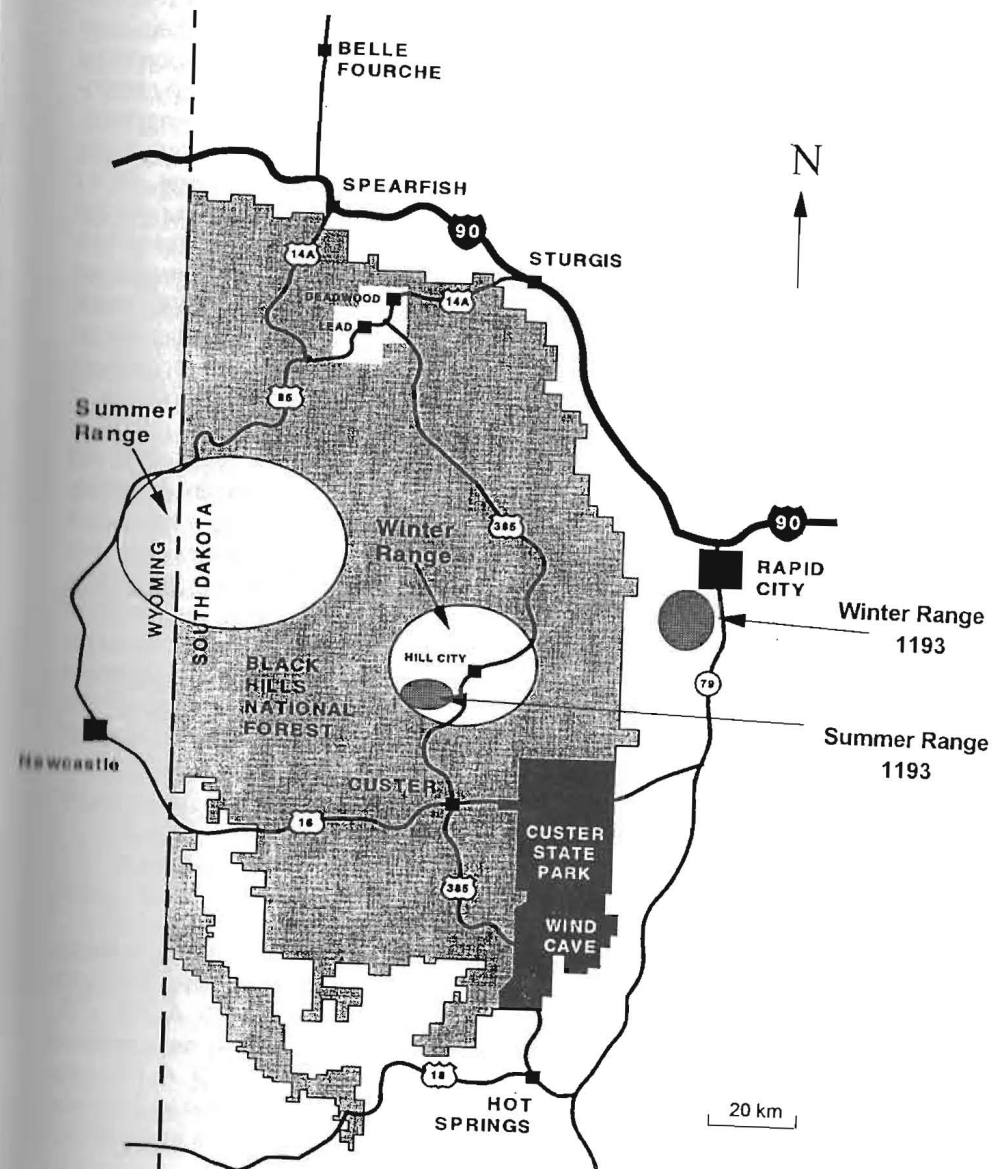 BELLE
FOURCHE
N
SPEARFISH
90
14A
STURGIS
DEADWOOD
14A
LEAD
85
Summer
Range
385
90
Winter
Range
RAPID
CITY
WYOMING
SOUTH DAKOTA
Winter Range
1193
HILL CITY
BLACK
HILLS
NATIONAL
FOREST
79
Newcastle
Summer Range
1193
CUSTER
16
CUSTER
STATE
PARK
385
WIND
CAVE
18
HOT
SPRINGS
20 km